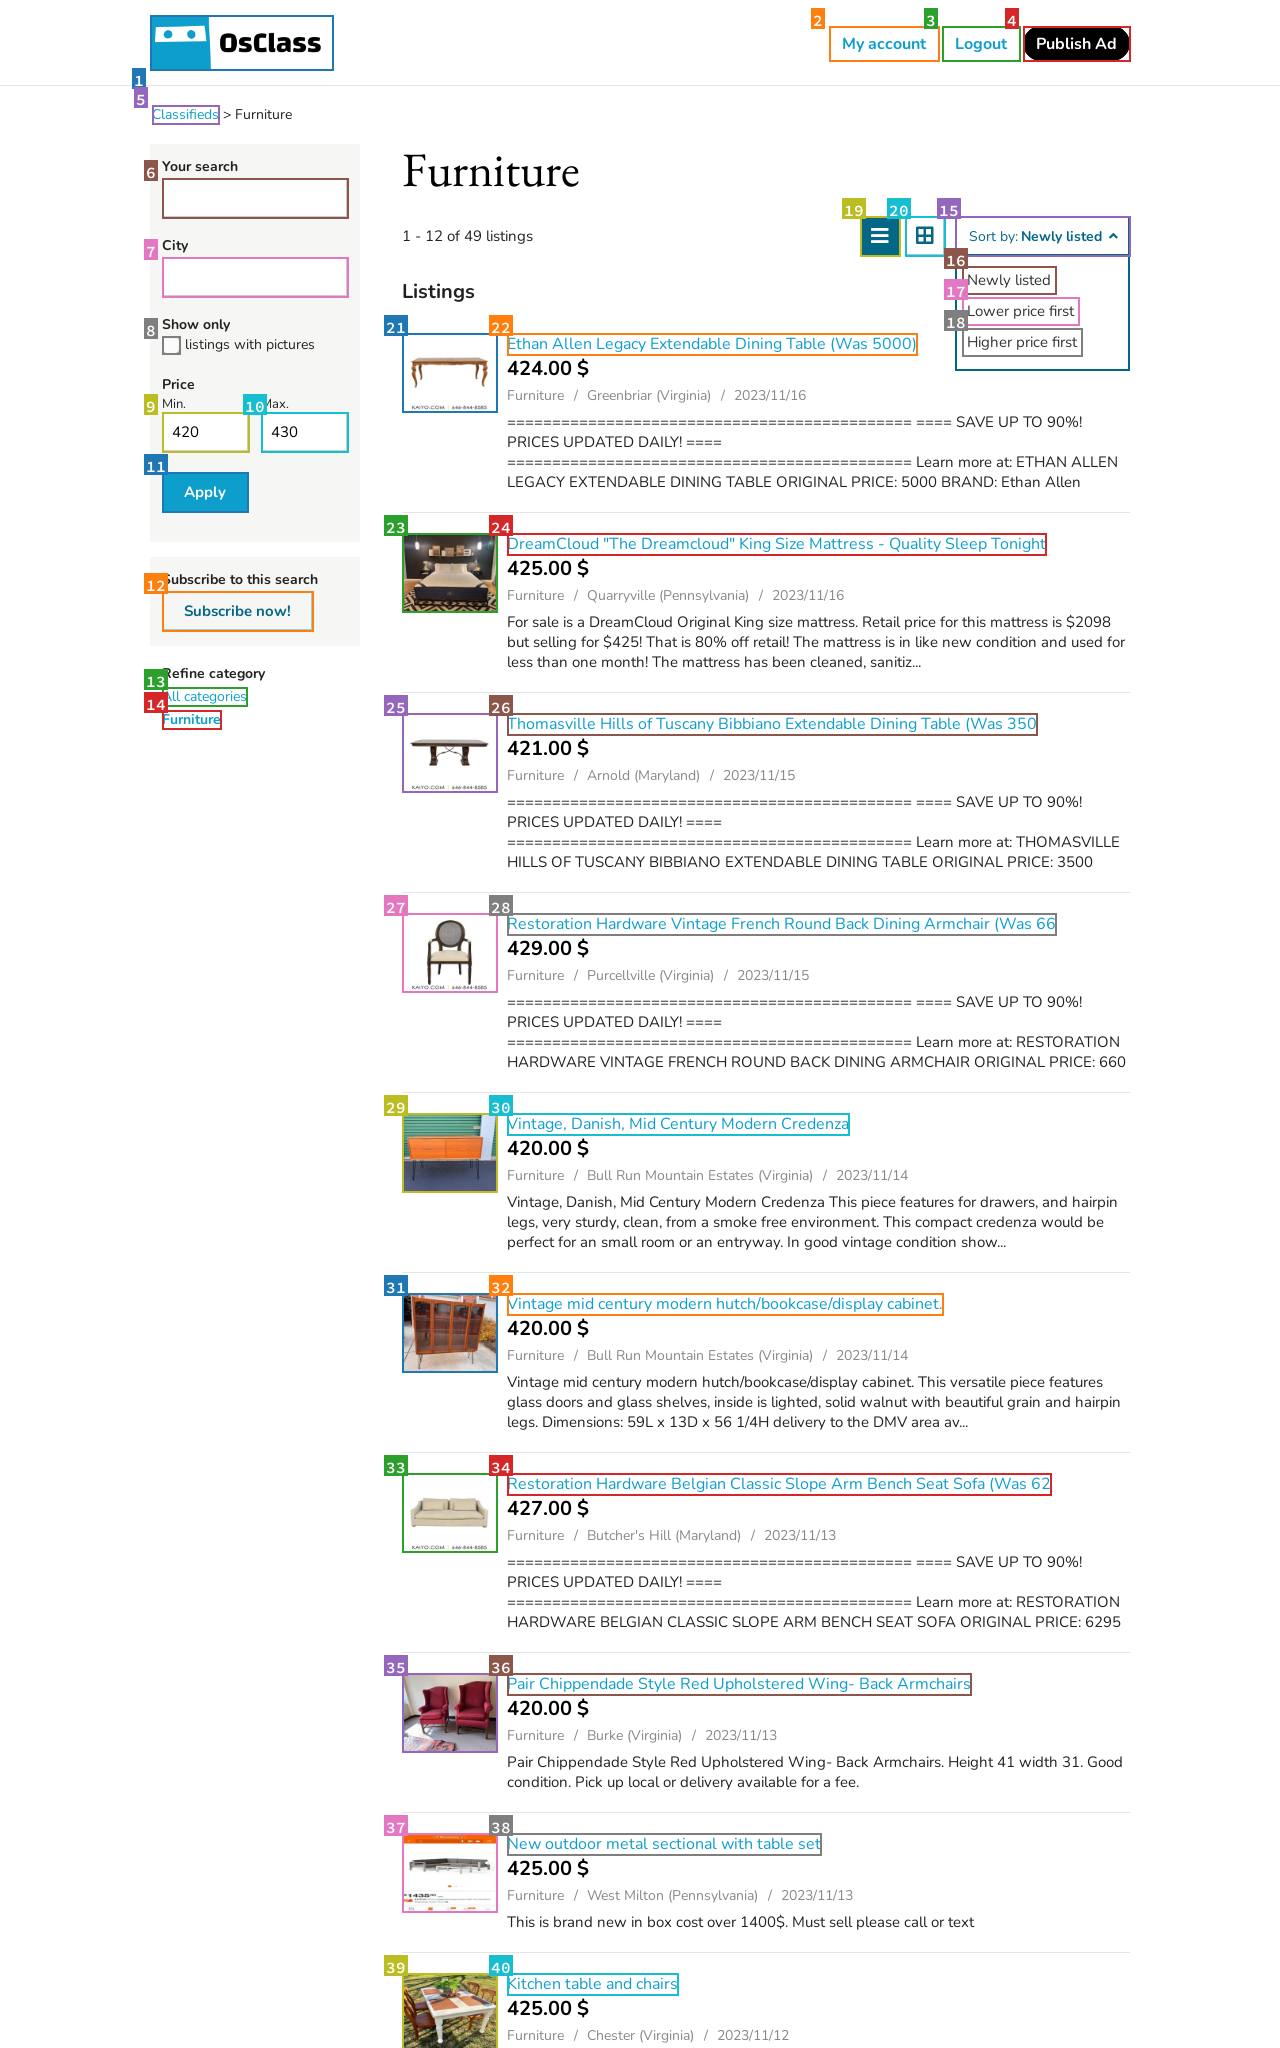 OsClass
2
3
4
My account
Logout
Publish Ad
1
5
Classifieds > Furniture
6
Your search
7
City
8
Show only
listings with pictures
Price
9
Min.
10
Max.
420
430
11
Apply
12
Subscribe to this search
Subscribe now!
Refine category
13
All categories
14
Furniture
Furniture
1 - 12 of 49 listings
19
20
15
Sort by: Newly listed
16
Newly listed
17
Lower price first
18
Higher price first
Listings
21
22
Ethan Allen Legacy Extendable Dining Table (Was 5000)
424.00 $
Furniture / Greenbriar (Virginia) / 2023/11/16
============================================= ==== SAVE UP TO 90%!
PRICES UPDATED DAILY! ====
============================================= Learn more at: ETHAN ALLEN
LEGACY EXTENDABLE DINING TABLE ORIGINAL PRICE: 5000 BRAND: Ethan Allen
KAIYO.COM | 646-844-8585
23
24
DreamCloud "The Dreamcloud" King Size Mattress - Quality Sleep Tonight
425.00 $
Furniture / Quarryville (Pennsylvania) / 2023/11/16
For sale is a DreamCloud Original King size mattress. Retail price for this mattress is $2098
but selling for $425! That is 80% off retail! The mattress is in like new condition and used for
less than one month! The mattress has been cleaned, sanitiz...
25
26
Thomasville Hills of Tuscany Bibbiano Extendable Dining Table (Was 350
421.00 $
Furniture / Arnold (Maryland) / 2023/11/15
============================================= ==== SAVE UP TO 90%!
PRICES UPDATED DAILY! ====
============================================= Learn more at: THOMASVILLE
HILLS OF TUSCANY BIBBIANO EXTENDABLE DINING TABLE ORIGINAL PRICE: 3500
KAIYO.COM | 646-844-8585
27
28
Restoration Hardware Vintage French Round Back Dining Armchair (Was 66
429.00 $
Furniture / Purcellville (Virginia) / 2023/11/15
============================================= ==== SAVE UP TO 90%!
PRICES UPDATED DAILY! ====
============================================= Learn more at: RESTORATION
HARDWARE VINTAGE FRENCH ROUND BACK DINING ARMCHAIR ORIGINAL PRICE: 660
KAIYO.COM | 646-844-8585
29
30
Vintage, Danish, Mid Century Modern Credenza
420.00 $
Furniture / Bull Run Mountain Estates (Virginia) / 2023/11/14
Vintage, Danish, Mid Century Modern Credenza This piece features for drawers, and hairpin
legs, very sturdy, clean, from a smoke free environment. This compact credenza would be
perfect for an small room or an entryway. In good vintage condition show...
31
32
Vintage mid century modern hutch/bookcase/display cabinet.
420.00 $
Furniture / Bull Run Mountain Estates (Virginia) / 2023/11/14
Vintage mid century modern hutch/bookcase/display cabinet. This versatile piece features
glass doors and glass shelves, inside is lighted, solid walnut with beautiful grain and hairpin
legs. Dimensions: 59L x 13D x 56 1/4H delivery to the DMV area av...
33
34
Restoration Hardware Belgian Classic Slope Arm Bench Seat Sofa (Was 62
427.00 $
Furniture / Butcher's Hill (Maryland) / 2023/11/13
============================================= ==== SAVE UP TO 90%!
PRICES UPDATED DAILY! ====
============================================= Learn more at: RESTORATION
HARDWARE BELGIAN CLASSIC SLOPE ARM BENCH SEAT SOFA ORIGINAL PRICE: 6295
KAIYO.COM | 646-844-8585
35
36
Pair Chippendade Style Red Upholstered Wing- Back Armchairs
420.00 $
Furniture / Burke (Virginia) / 2023/11/13
Pair Chippendade Style Red Upholstered Wing- Back Armchairs. Height 41 width 31. Good
condition. Pick up local or delivery available for a fee.
37
38
New outdoor metal sectional with table set
425.00 $
Furniture / West Milton (Pennsylvania) / 2023/11/13
This is brand new in box cost over 1400$. Must sell please call or text
39
40
Kitchen table and chairs
425.00 $
Furniture / Chester (Virginia) / 2023/11/12